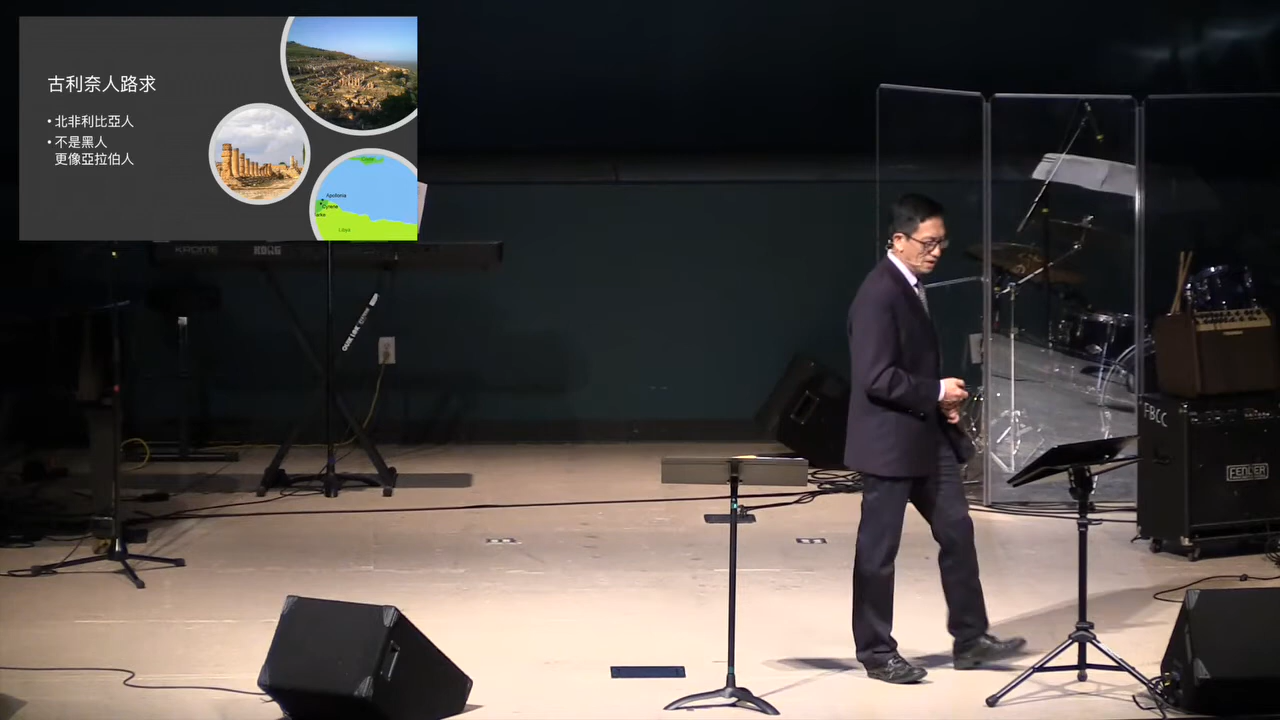 古利奈人路求
• 北非利比亞人
• 不是黑人
更像亞拉伯人
Apollonia
Cyrene
Libya
KROME
KORG
FBCC
FENDER